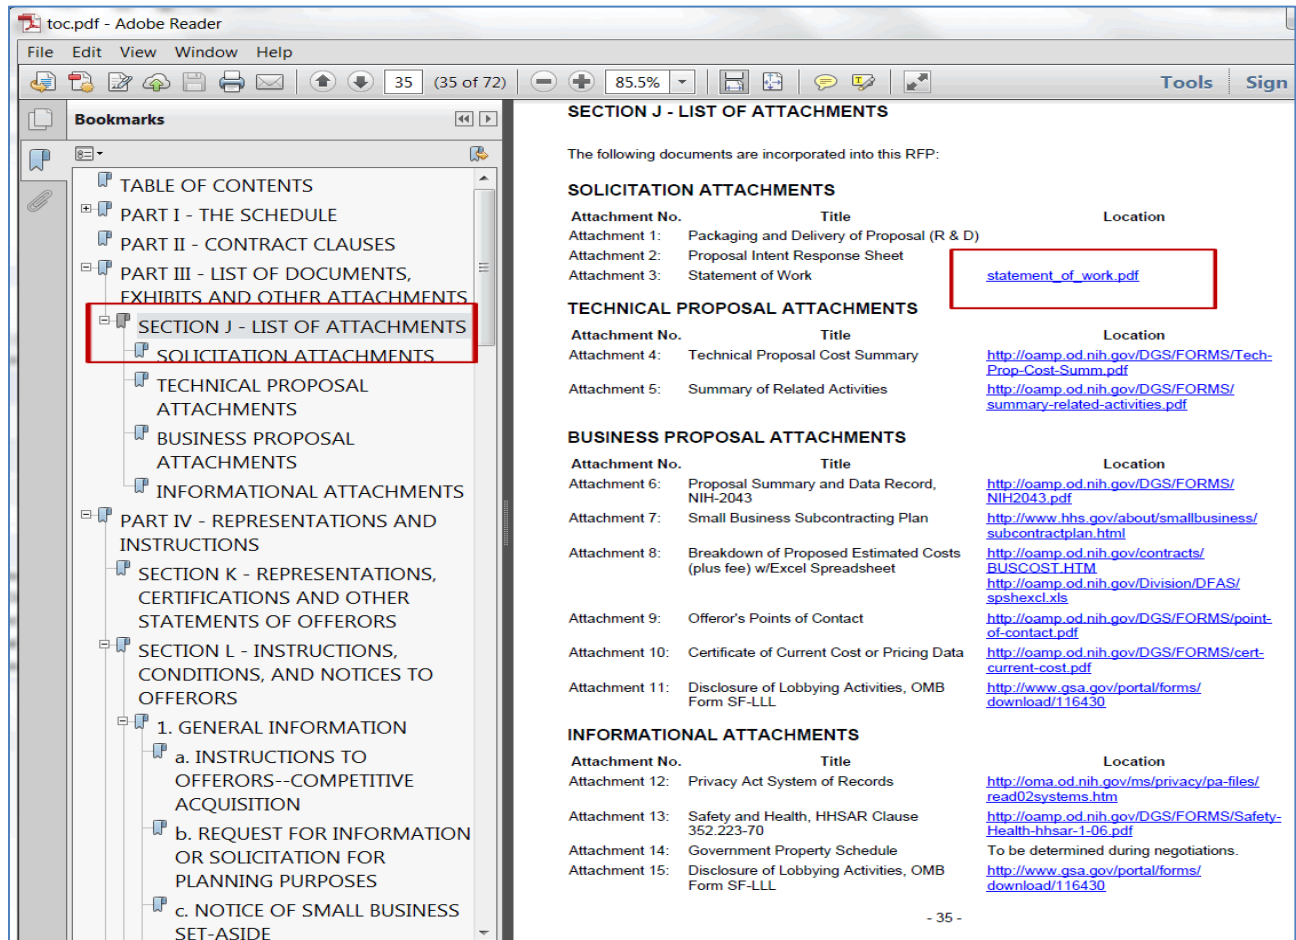 toc.pdf - Adobe Reader
File Edit View Window Help
35 (35 of 72) 85.5% Tools Sign
Bookmarks
TABLE OF CONTENTS
PART I - THE SCHEDULE
PART II - CONTRACT CLAUSES
PART III - LIST OF DOCUMENTS,
EXHIBITS AND OTHER ATTACHMENTS
SECTION J - LIST OF ATTACHMENTS
SOLICITATION ATTACHMENTS
TECHNICAL PROPOSAL
ATTACHMENTS
BUSINESS PROPOSAL
ATTACHMENTS
INFORMATIONAL ATTACHMENTS
PART IV - REPRESENTATIONS AND
INSTRUCTIONS
SECTION K - REPRESENTATIONS,
CERTIFICATIONS AND OTHER
STATEMENTS OF OFFERORS
SECTION L - INSTRUCTIONS,
CONDITIONS, AND NOTICES TO
OFFERORS
1. GENERAL INFORMATION
a. INSTRUCTIONS TO
OFFERORS--COMPETITIVE
ACQUISITION
b. REQUEST FOR INFORMATION
OR SOLICITATION FOR
PLANNING PURPOSES
c. NOTICE OF SMALL BUSINESS
SET-ASIDE
SECTION J - LIST OF ATTACHMENTS
The following documents are incorporated into this RFP:
SOLICITATION ATTACHMENTS
Attachment No. Title Location
Attachment 1: Packaging and Delivery of Proposal (R & D)
Attachment 2: Proposal Intent Response Sheet
Attachment 3: Statement of Work statement_of_work.pdf
TECHNICAL PROPOSAL ATTACHMENTS
Attachment No. Title Location
Attachment 4: Technical Proposal Cost Summary http://oamp.od.nih.gov/DGS/FORMS/Tech-
Prop-Cost-Summ.pdf
Attachment 5: Summary of Related Activities http://oamp.od.nih.gov/DGS/FORMS/
summary-related-activities.pdf
BUSINESS PROPOSAL ATTACHMENTS
Attachment No. Title Location
Attachment 6: Proposal Summary and Data Record, http://oamp.od.nih.gov/DGS/FORMS/
NIH-2043 NIH2043.pdf
Attachment 7: Small Business Subcontracting Plan http://www.hhs.gov/about/smallbusiness/
subcontractplan.html
Attachment 8: Breakdown of Proposed Estimated Costs http://oamp.od.nih.gov/contracts/
(plus fee) w/Excel Spreadsheet BUSCOST.HTM
http://oamp.od.nih.gov/Division/DFAS/
spshexcl.xls
Attachment 9: Offeror's Points of Contact http://oamp.od.nih.gov/DGS/FORMS/point-
of-contact.pdf
Attachment 10: Certificate of Current Cost or Pricing Data http://oamp.od.nih.gov/DGS/FORMS/cert-
current-cost.pdf
Attachment 11: Disclosure of Lobbying Activities, OMB http://www.gsa.gov/portal/forms/
Form SF-LLL download/116430
INFORMATIONAL ATTACHMENTS
Attachment No. Title Location
Attachment 12: Privacy Act System of Records http://oma.od.nih.gov/ms/privacy/pa-files/
read02systems.htm
Attachment 13: Safety and Health, HHSAR Clause http://oamp.od.nih.gov/DGS/FORMS/Safety-
352.223-70 Health-hhsar-1-06.pdf
Attachment 14: Government Property Schedule To be determined during negotiations.
Attachment 15: Disclosure of Lobbying Activities, OMB http://www.gsa.gov/portal/forms/
Form SF-LLL download/116430
- 35 -